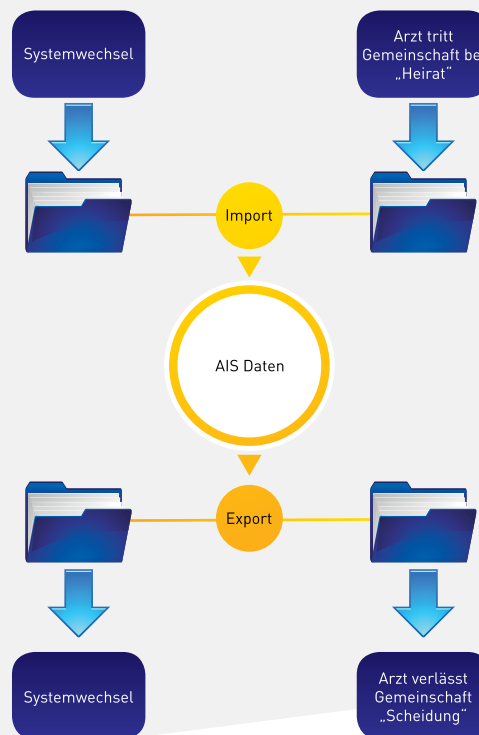 Systemwechsel
Arzt tritt
Gemeinschaft be
„Heirat“
Import
AIS Daten
Export
Systemwechsel
Arzt verlässt
Gemeinschaft
„Scheidung“